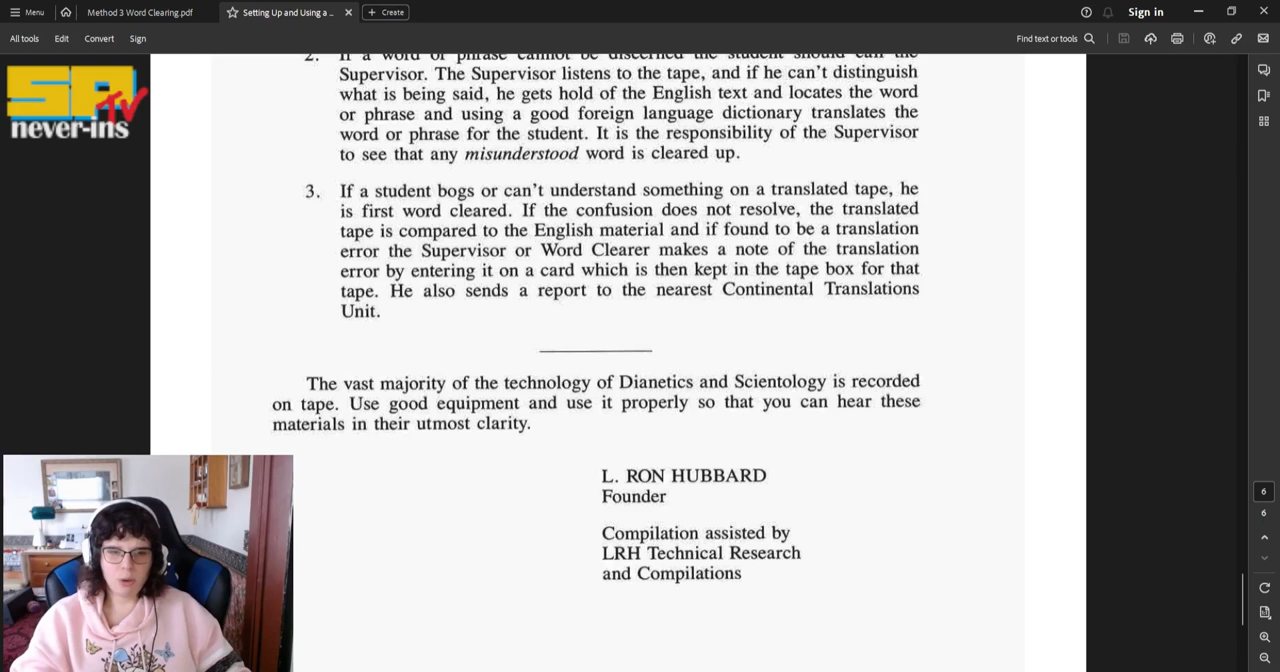 Menu
Method 3 Word Clearing.pdf
Setting Up and Using a ..
Create
Sign in
All tools
Edit
Convert
Sign
Find text or tools
SPTV
never-ins
2. If a word or phrase cannot be discerned the student should call the
Supervisor. The Supervisor listens to the tape, and if he can't distinguish
what is being said, he gets hold of the English text and locates the word
or phrase and using a good foreign language dictionary translates the
word or phrase for the student. It is the responsibility of the Supervisor
to see that any misunderstood word is cleared up.
3. If a student bogs or can't understand something on a translated tape, he
is first word cleared. If the confusion does not resolve, the translated
tape is compared to the English material and if found to be a translation
error the Supervisor or Word Clearer makes a note of the translation
error by entering it on a card which is then kept in the tape box for that
tape. He also sends a report to the nearest Continental Translations
Unit.
The vast majority of the technology of Dianetics and Scientology is recorded
on tape. Use good equipment and use it properly so that you can hear these
materials in their utmost clarity.
L. RON HUBBARD
Founder
Compilation assisted by
LRH Technical Research
and Compilations
6
6